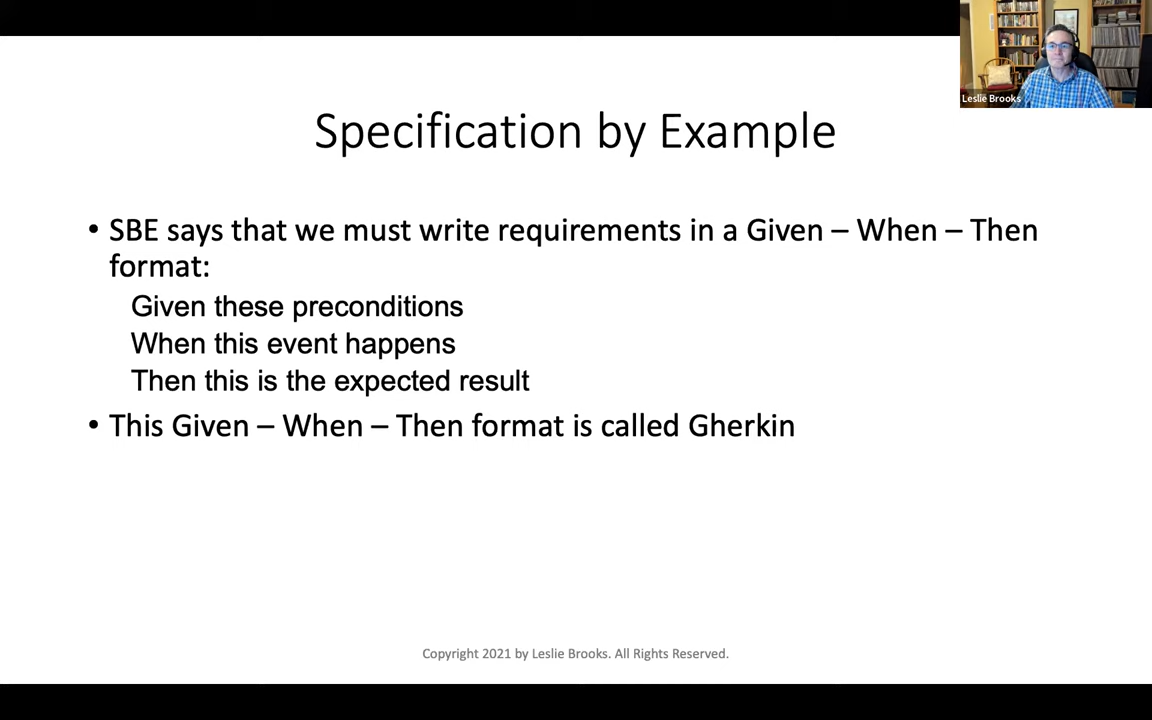 Leslie Brooks
Specification by Example
• SBE says that we must write requirements in a Given – When – Then
format:
Given these preconditions
When this event happens
Then this is the expected result
• This Given – When – Then format is called Gherkin
Copyright 2021 by Leslie Brooks. All Rights Reserved.